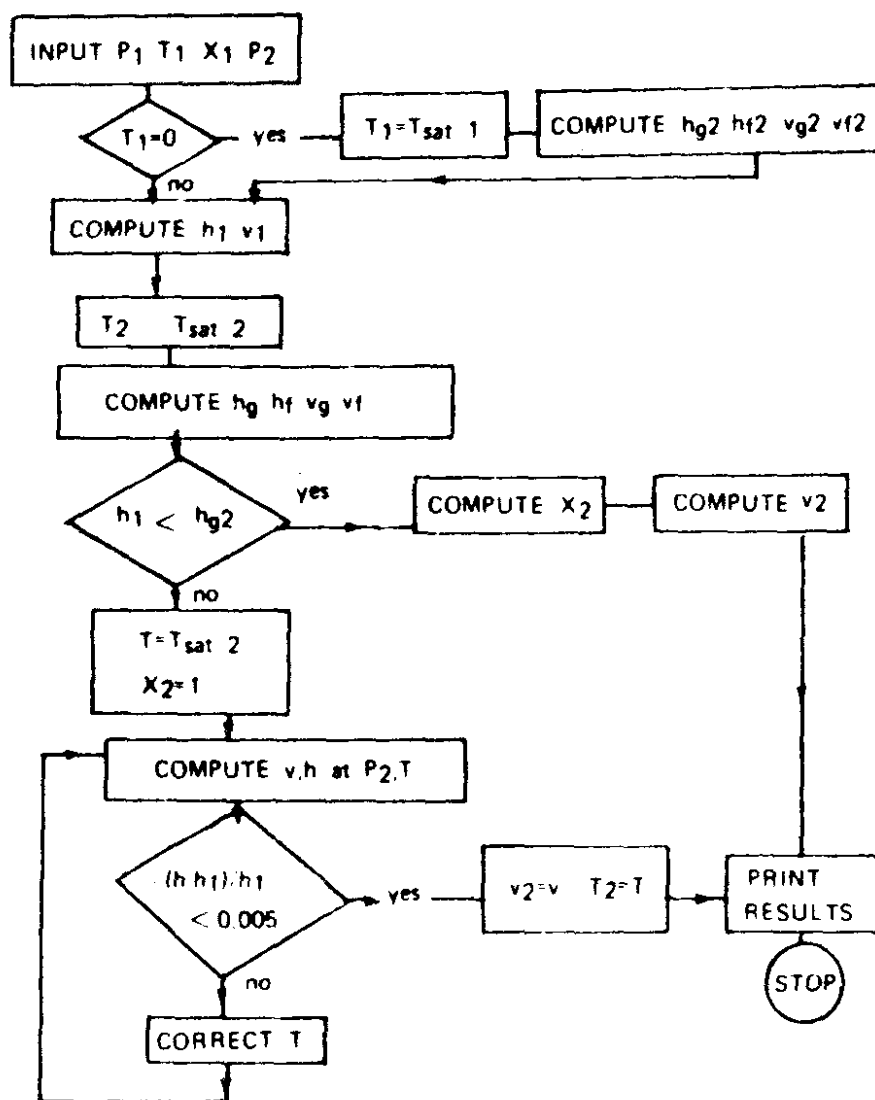 INPUT P1 T1 X1 P2
T1=0
yes
T1=Tsat 1
COMPUTE hg2 hf2 vg2 vf2
no
COMPUTE h1 v1
T2 Tsat 2
COMPUTE hg hf vg vf
h1 < hg2
yes
COMPUTE X2
COMPUTE v2
no
T=Tsat 2
X2=1
COMPUTE v,h at P2,T
(h h1)/h1
< 0.005
yes
v2=v T2=T
PRINT
RESULTS
no
STOP
CORRECT T